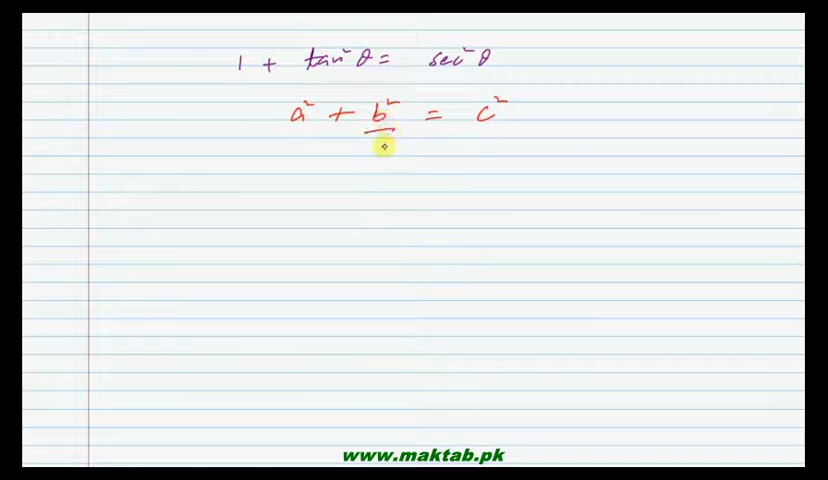 1 + tan²θ = sec²θ
a² + b² = c²
www.maktab.pk